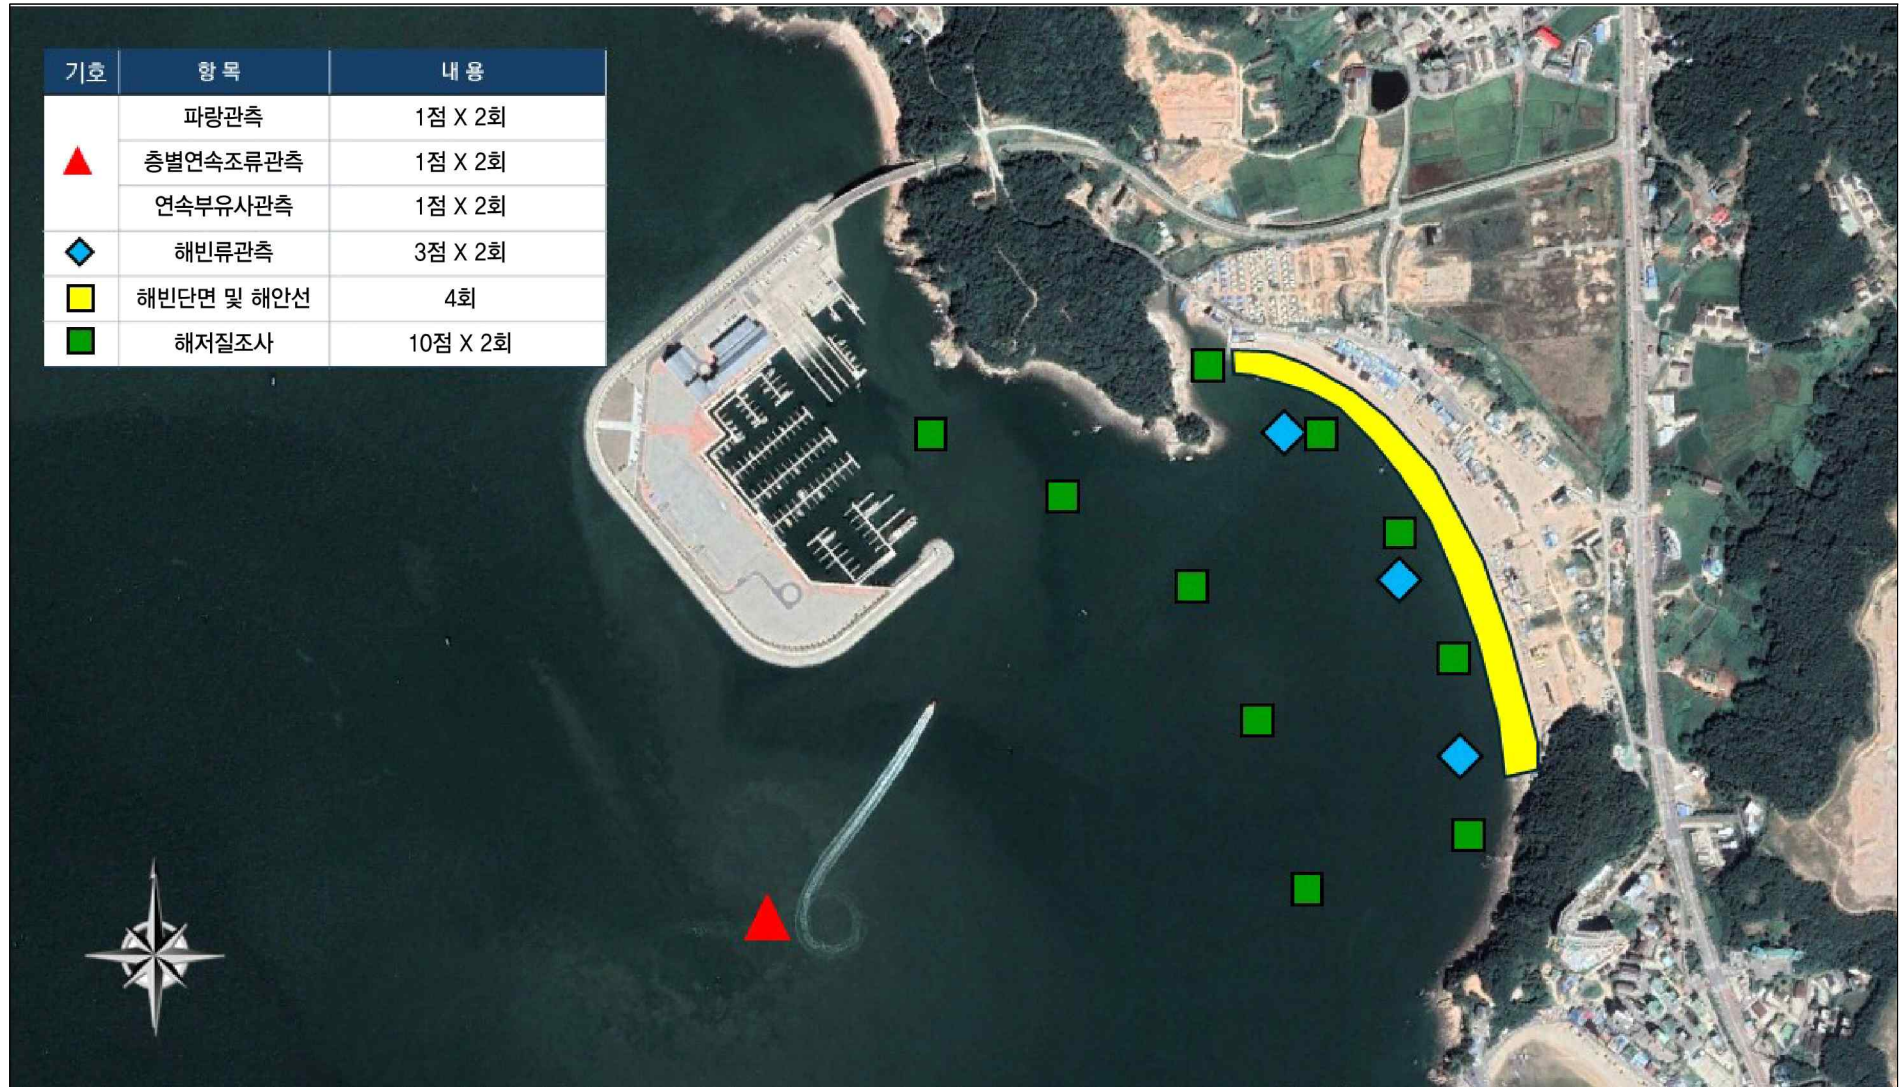 기호 항목 내용
파랑관측 1점 X 2회
층별연속조류관측 1점 X 2회
연속부유사관측 1점 X 2회
해빈류관측 3점 X 2회
해빈단면 및 해안선 4회
해저질조사 10점 X 2회